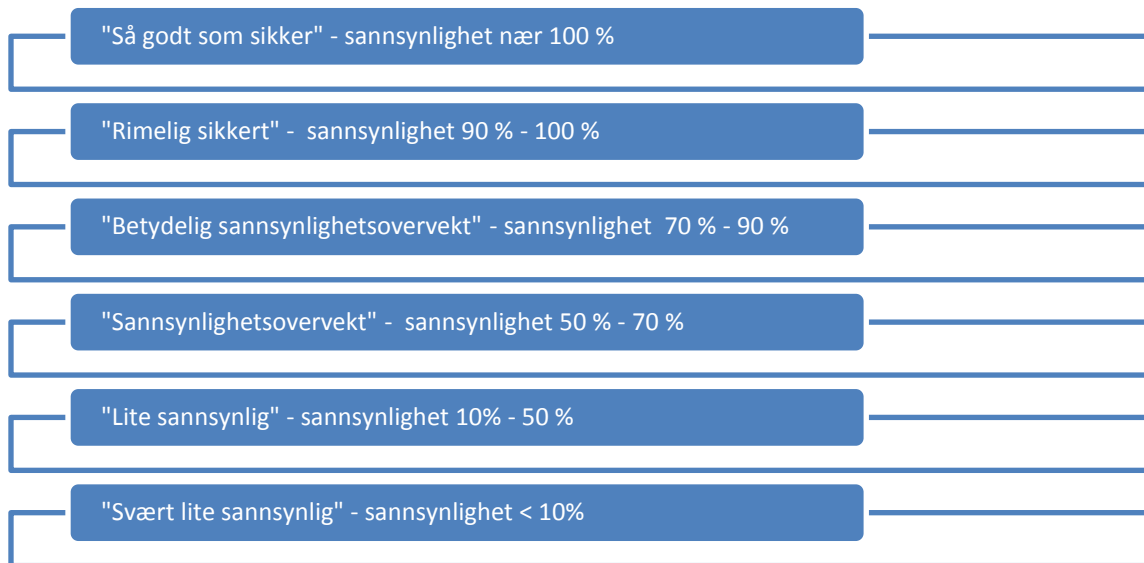 "Så godt som sikker" - sannsynlighet nær 100 %
"Rimelig sikkert" - sannsynlighet 90 % - 100 %
"Betydelig sannsynlighetsovervekt" - sannsynlighet 70 % - 90 %
"Sannsynlighetsovervekt" - sannsynlighet 50 % - 70 %
"Lite sannsynlig" - sannsynlighet 10% - 50 %
"Svært lite sannsynlig" - sannsynlighet < 10%